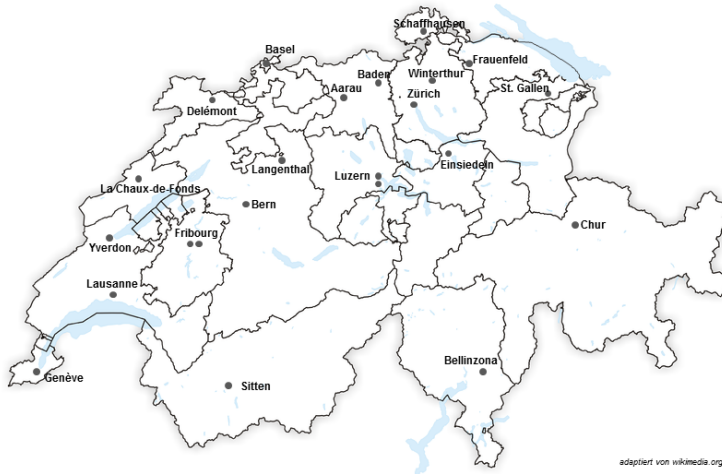 Schaffhausen
Basel
Frauenfeld
Baden
Winterthur
Aarau
Zürich
St. Gallen
Delémont
Langenthal
Luzern
Einsiedeln
La Chaux-de-Fonds
Bern
Chur
Fribourg
Yverdon
Lausanne
Bellinzona
Genève
Sitten
adaptiert von wikimedia.org